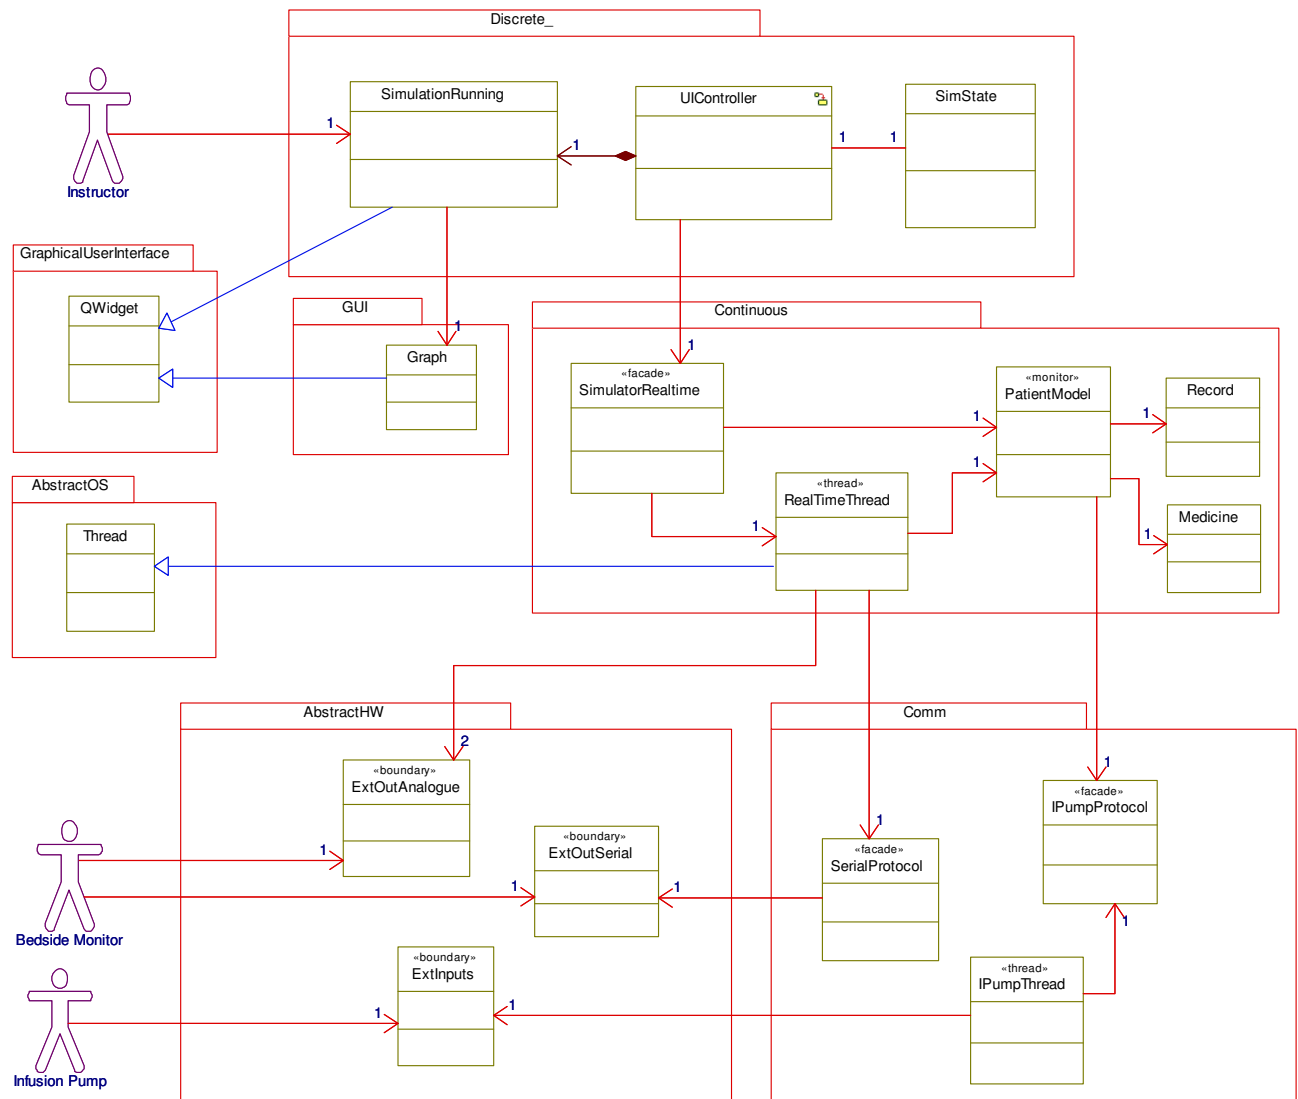 Discrete_
SimulationRunning
UIController
SimState
1
1
1
1
Instructor
GraphicalUserInterface
QWidget
GUI
1
Graph
Continuous
1
«facade»
SimulatorRealtime
«monitor»
PatientModel
Record
1
1
1
«thread»
RealTimeThread
1
Medicine
1
AbstractOS
Thread
AbstractHW
Comm
2
«boundary»
ExtOutAnalogue
1
1
«facade»
IPumpProtocol
«boundary»
ExtOutSerial
1
«facade»
SerialProtocol
1
1
1
Bedside Monitor
«boundary»
ExtInputs
1
«thread»
IPumpThread
1
1
Infusion Pump